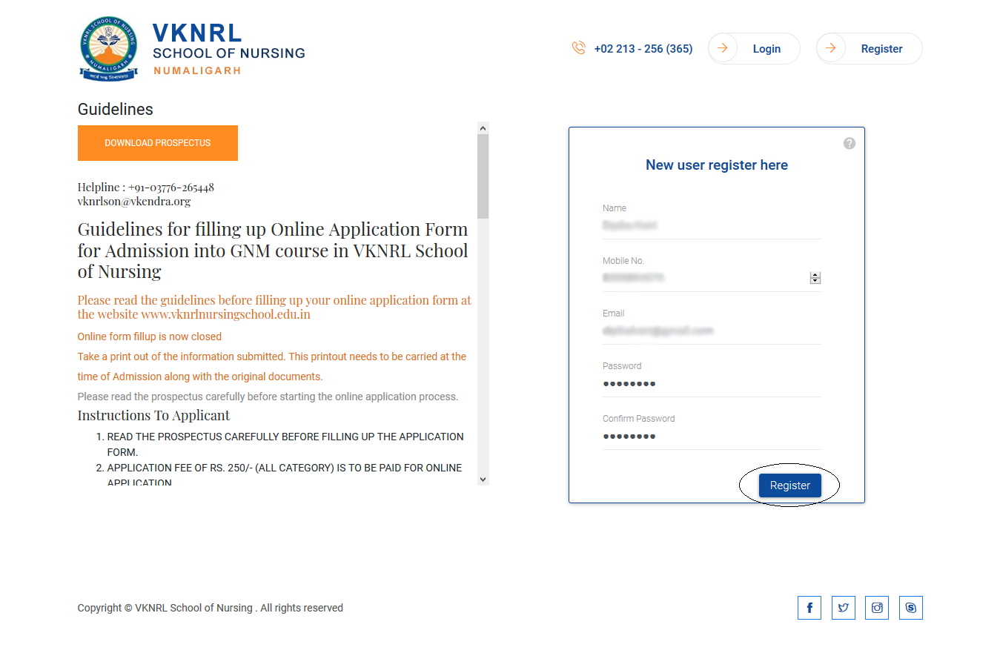 VKNRL SCHOOL OF NURSING
NUMALIGARH
VKNRL
SCHOOL OF NURSING
NUMALIGARH
+02 213 - 256 (365)
Login
Register
Guidelines
DOWNLOAD PROSPECTUS
Helpline : +91-03776-265448
vknrlson@vkendra.org
Guidelines for filling up Online Application Form
for Admission into GNM course in VKNRL School
of Nursing
Please read the guidelines before filling up your online application form at
the website www.vknrlnursingschool.edu.in
Online form fillup is now closed
Take a print out of the information submitted. This printout needs to be carried at the
time of Admission along with the original documents.
Please read the prospectus carefully before starting the online application process.
Instructions To Applicant
1. READ THE PROSPECTUS CAREFULLY BEFORE FILLING UP THE APPLICATION
FORM.
2. APPLICATION FEE OF RS. 250/- (ALL CATEGORY) IS TO BE PAID FOR ONLINE
APPLICATION
?
New user register here
Name
Mobile No.
Email
Password
••••••••
Confirm Password
••••••••
Register
Copyright © VKNRL School of Nursing . All rights reserved